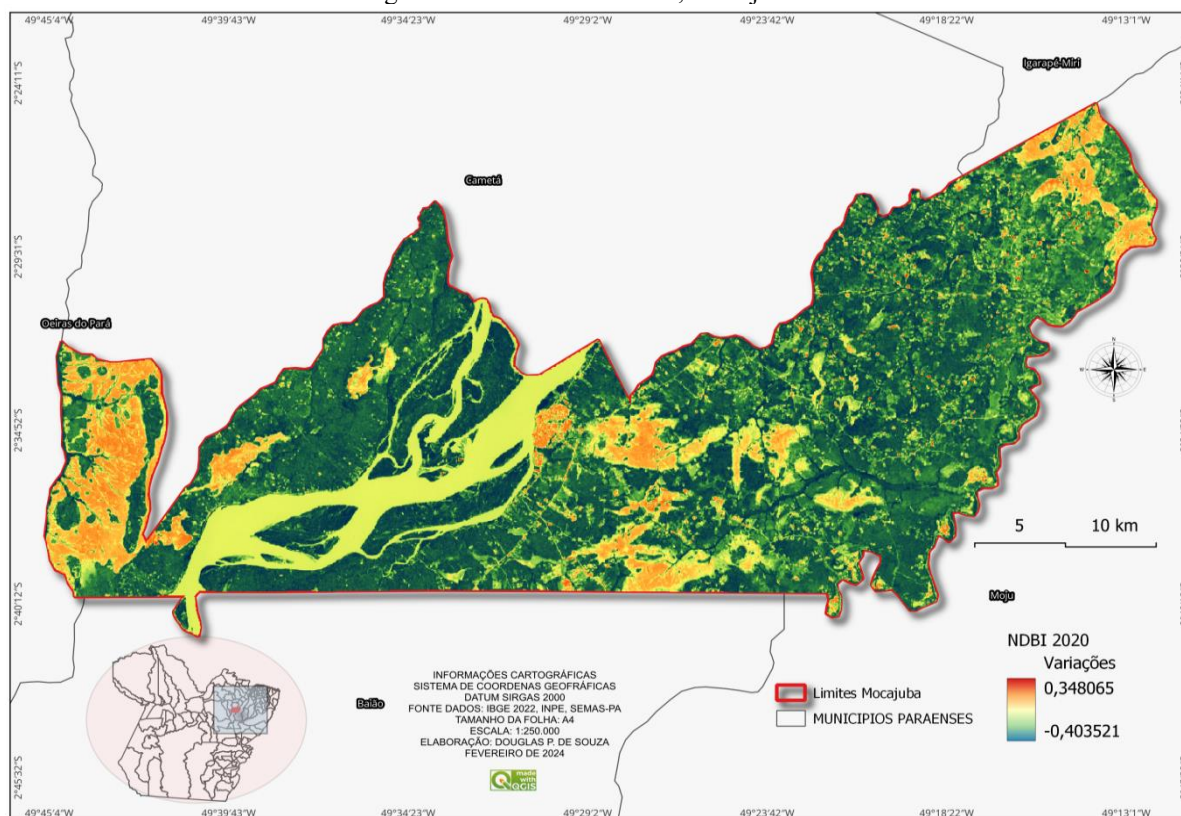 49°45'4"O 49°39'43"O 49°34'23"O 49°29'2"O 49°23'42"O 49°18'22"O 49°13'1"O
2°24'11"S
Igarapé-Miri
Cametá
2°29'31"S
Oeiras do Pará
N
W E
S
2°34'52"S
5 10 km
2°40'12"S
Moju
NDBI 2020
Variações
0,348065
-0,403521
INFORMAÇÕES CARTOGRÁFICAS
SISTEMA DE COORDENAS GEOFRÁFICAS
DATUM SIRGAS 2000
FONTE DADOS: IBGE 2022, INPE, SEMAS-PA
TAMANHO DA FOLHA: A4
ESCALA: 1:250.000
ELABORAÇÃO: DOUGLAS P. DE SOUZA
FEVEREIRO DE 2024
Baião
Limites Mocajuba
MUNICIPIOS PARAENSES
made
with
QGIS
2°45'32"S
49°45'4"O 49°39'43"O 49°34'23"O 49°29'2"O 49°23'42"O 49°18'22"O 49°13'1"O